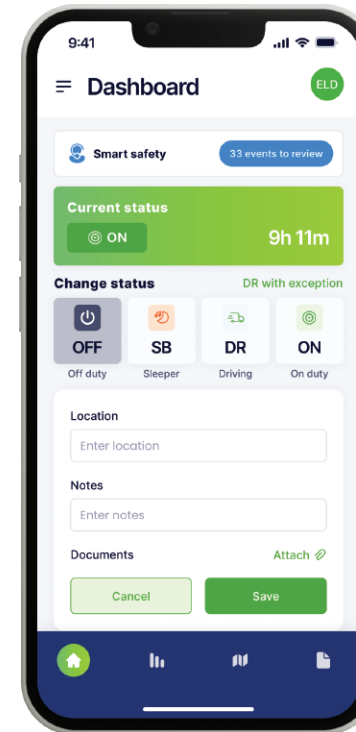 9:41
Dashboard
ELD
Smart safety
33 events to review
Current status
ON
9h 11m
Change status
DR with exception
OFF
SB
DR
ON
Off duty
Sleeper
Driving
On duty
Location
Enter location
Notes
Enter notes
Documents
Attach
Cancel
Save